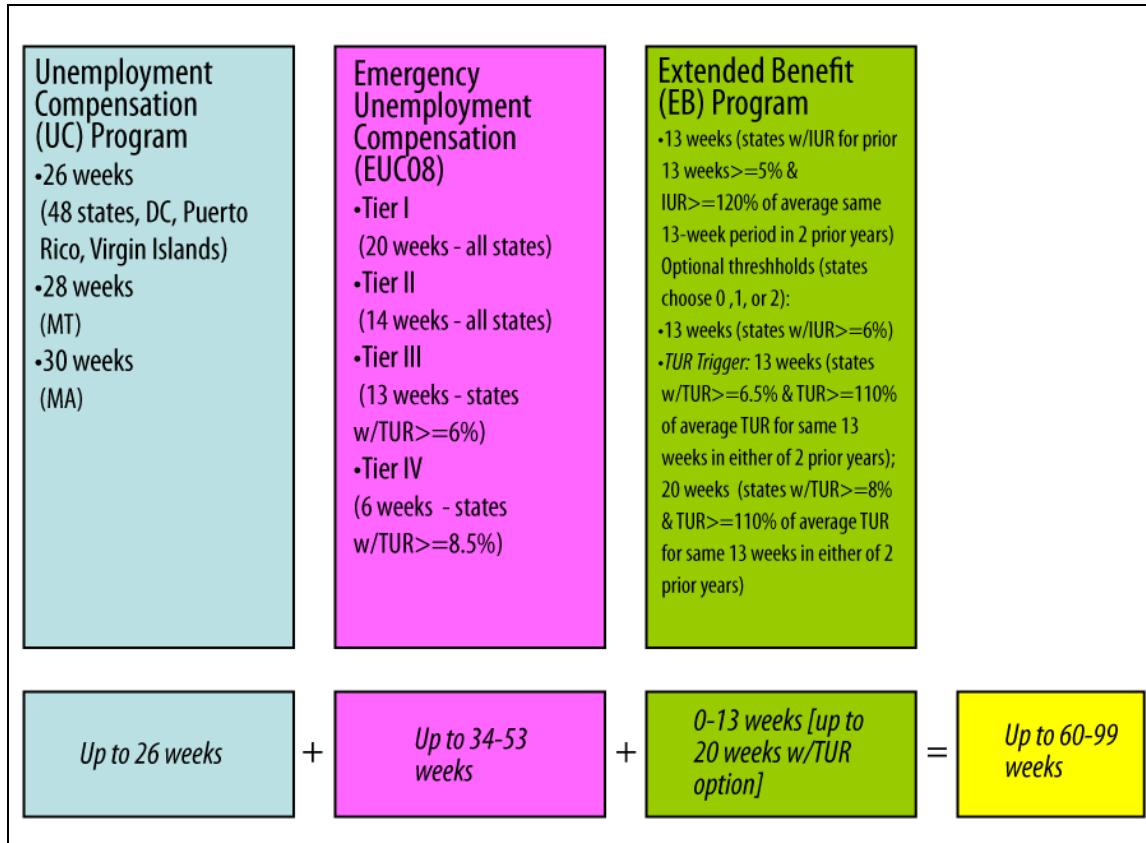 Unemployment
Compensation
(UC) Program
•26 weeks
(48 states, DC, Puerto
Rico, Virgin Islands)
•28 weeks
(MT)
•30 weeks
(MA)
Emergency
Unemployment
Compensation
(EUC08)
•Tier I
(20 weeks - all states)
•Tier II
(14 weeks - all states)
•Tier III
(13 weeks - states
w/TUR>=6%)
•Tier IV
(6 weeks - states
w/TUR>=8.5%)
Extended Benefit
(EB) Program
•13 weeks (states w/IUR for prior
13 weeks>=5% &
IUR>=120% of average same
13-week period in 2 prior years)
Optional threshholds (states
choose 0 ,1, or 2):
•13 weeks (states w/IUR>=6%)
•TUR Trigger: 13 weeks (states
w/TUR>=6.5% & TUR>=110%
of average TUR for same 13
weeks in either of 2 prior years);
20 weeks (states w/TUR>=8%
& TUR>=110% of average TUR
for same 13 weeks in either of 2
prior years)
Up to 26 weeks
+
Up to 34-53
weeks
+
0-13 weeks [up to
20 weeks w/TUR
option]
=
Up to 60-99
weeks